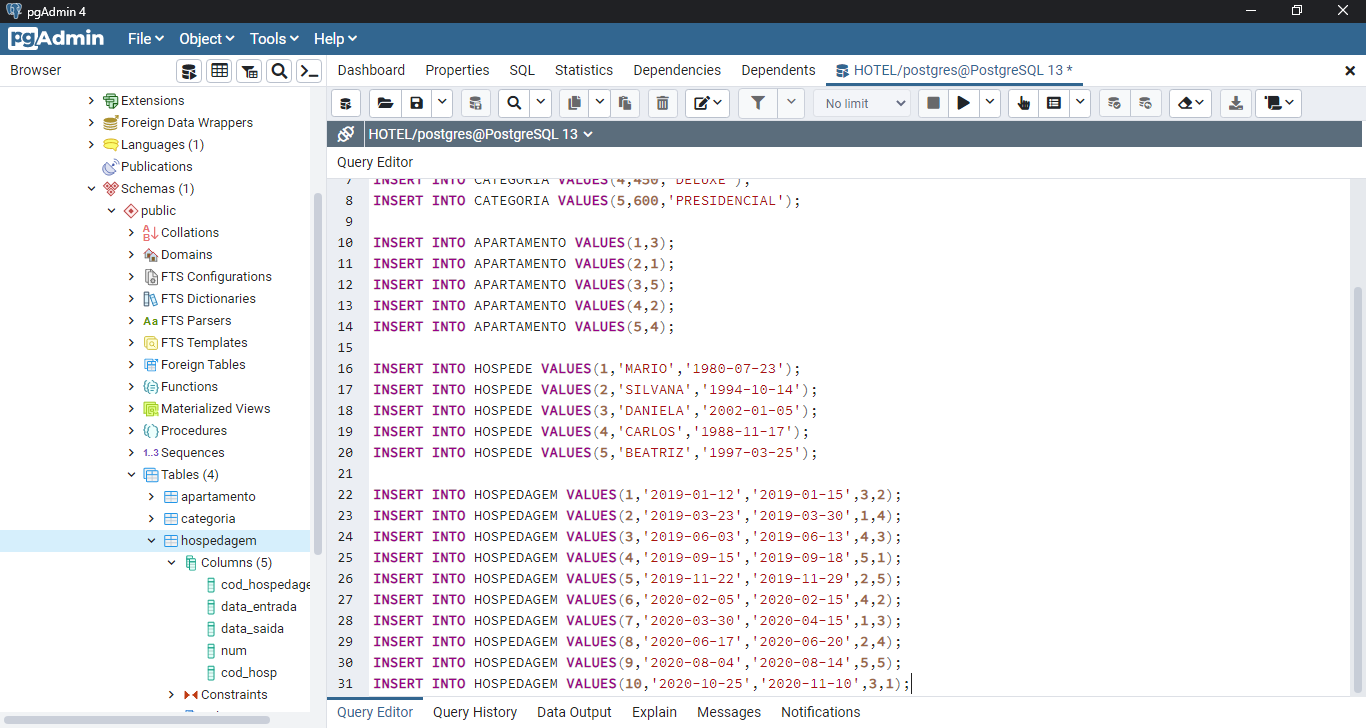 pgAdmin 4
pgAdmin File Object Tools Help
Browser
Dashboard Properties SQL Statistics Dependencies Dependents HOTEL/postgres@PostgreSQL 13 *
No limit
HOTEL/postgres@PostgreSQL 13
Query Editor
Extensions
Foreign Data Wrappers
Languages (1)
Publications
Schemas (1)
public
Collations
Domains
FTS Configurations
FTS Dictionaries
Aa FTS Parsers
FTS Templates
Foreign Tables
Functions
Materialized Views
Procedures
1..3 Sequences
Tables (4)
apartamento
categoria
hospedagem
Columns (5)
cod_hospedage
data_entrada
data_saida
num
cod_hosp
Constraints
7 INSERT INTO CATEGORIA VALUES(4,450,'DELUXE');
8 INSERT INTO CATEGORIA VALUES(5,600,'PRESIDENCIAL');
9
10 INSERT INTO APARTAMENTO VALUES(1,3);
11 INSERT INTO APARTAMENTO VALUES(2,1);
12 INSERT INTO APARTAMENTO VALUES(3,5);
13 INSERT INTO APARTAMENTO VALUES(4,2);
14 INSERT INTO APARTAMENTO VALUES(5,4);
15
16 INSERT INTO HOSPEDE VALUES(1,'MARIO','1980-07-23');
17 INSERT INTO HOSPEDE VALUES(2,'SILVANA','1994-10-14');
18 INSERT INTO HOSPEDE VALUES(3,'DANIELA','2002-01-05');
19 INSERT INTO HOSPEDE VALUES(4,'CARLOS','1988-11-17');
20 INSERT INTO HOSPEDE VALUES(5,'BEATRIZ','1997-03-25');
21
22 INSERT INTO HOSPEDAGEM VALUES(1,'2019-01-12','2019-01-15',3,2);
23 INSERT INTO HOSPEDAGEM VALUES(2,'2019-03-23','2019-03-30',1,4);
24 INSERT INTO HOSPEDAGEM VALUES(3,'2019-06-03','2019-06-13',4,3);
25 INSERT INTO HOSPEDAGEM VALUES(4,'2019-09-15','2019-09-18',5,1);
26 INSERT INTO HOSPEDAGEM VALUES(5,'2019-11-22','2019-11-29',2,5);
27 INSERT INTO HOSPEDAGEM VALUES(6,'2020-02-05','2020-02-15',4,2);
28 INSERT INTO HOSPEDAGEM VALUES(7,'2020-03-30','2020-04-15',1,3);
29 INSERT INTO HOSPEDAGEM VALUES(8,'2020-06-17','2020-06-20',2,4);
30 INSERT INTO HOSPEDAGEM VALUES(9,'2020-08-04','2020-08-14',5,5);
31 INSERT INTO HOSPEDAGEM VALUES(10,'2020-10-25','2020-11-10',3,1);
Query Editor Query History Data Output Explain Messages Notifications